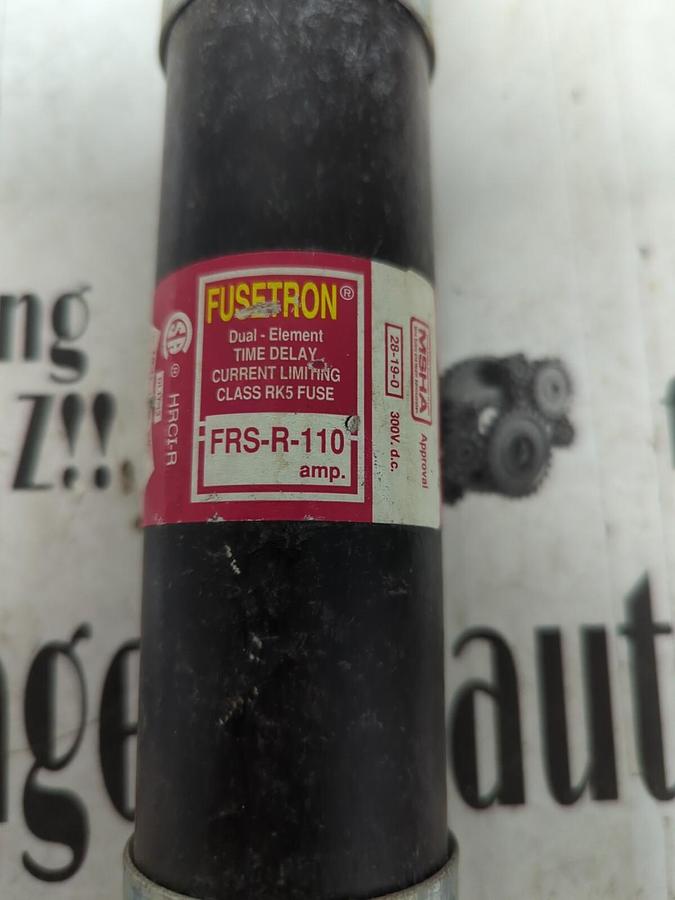 FUSETRON®
Dual - Element
TIME DELAY
CURRENT LIMITING
CLASS RK5 FUSE
FRS-R-110
amp.
® HRCI-R
28-19-0
300V. d.c.
MSHA
Approval
ng
Z!!
nge
aut